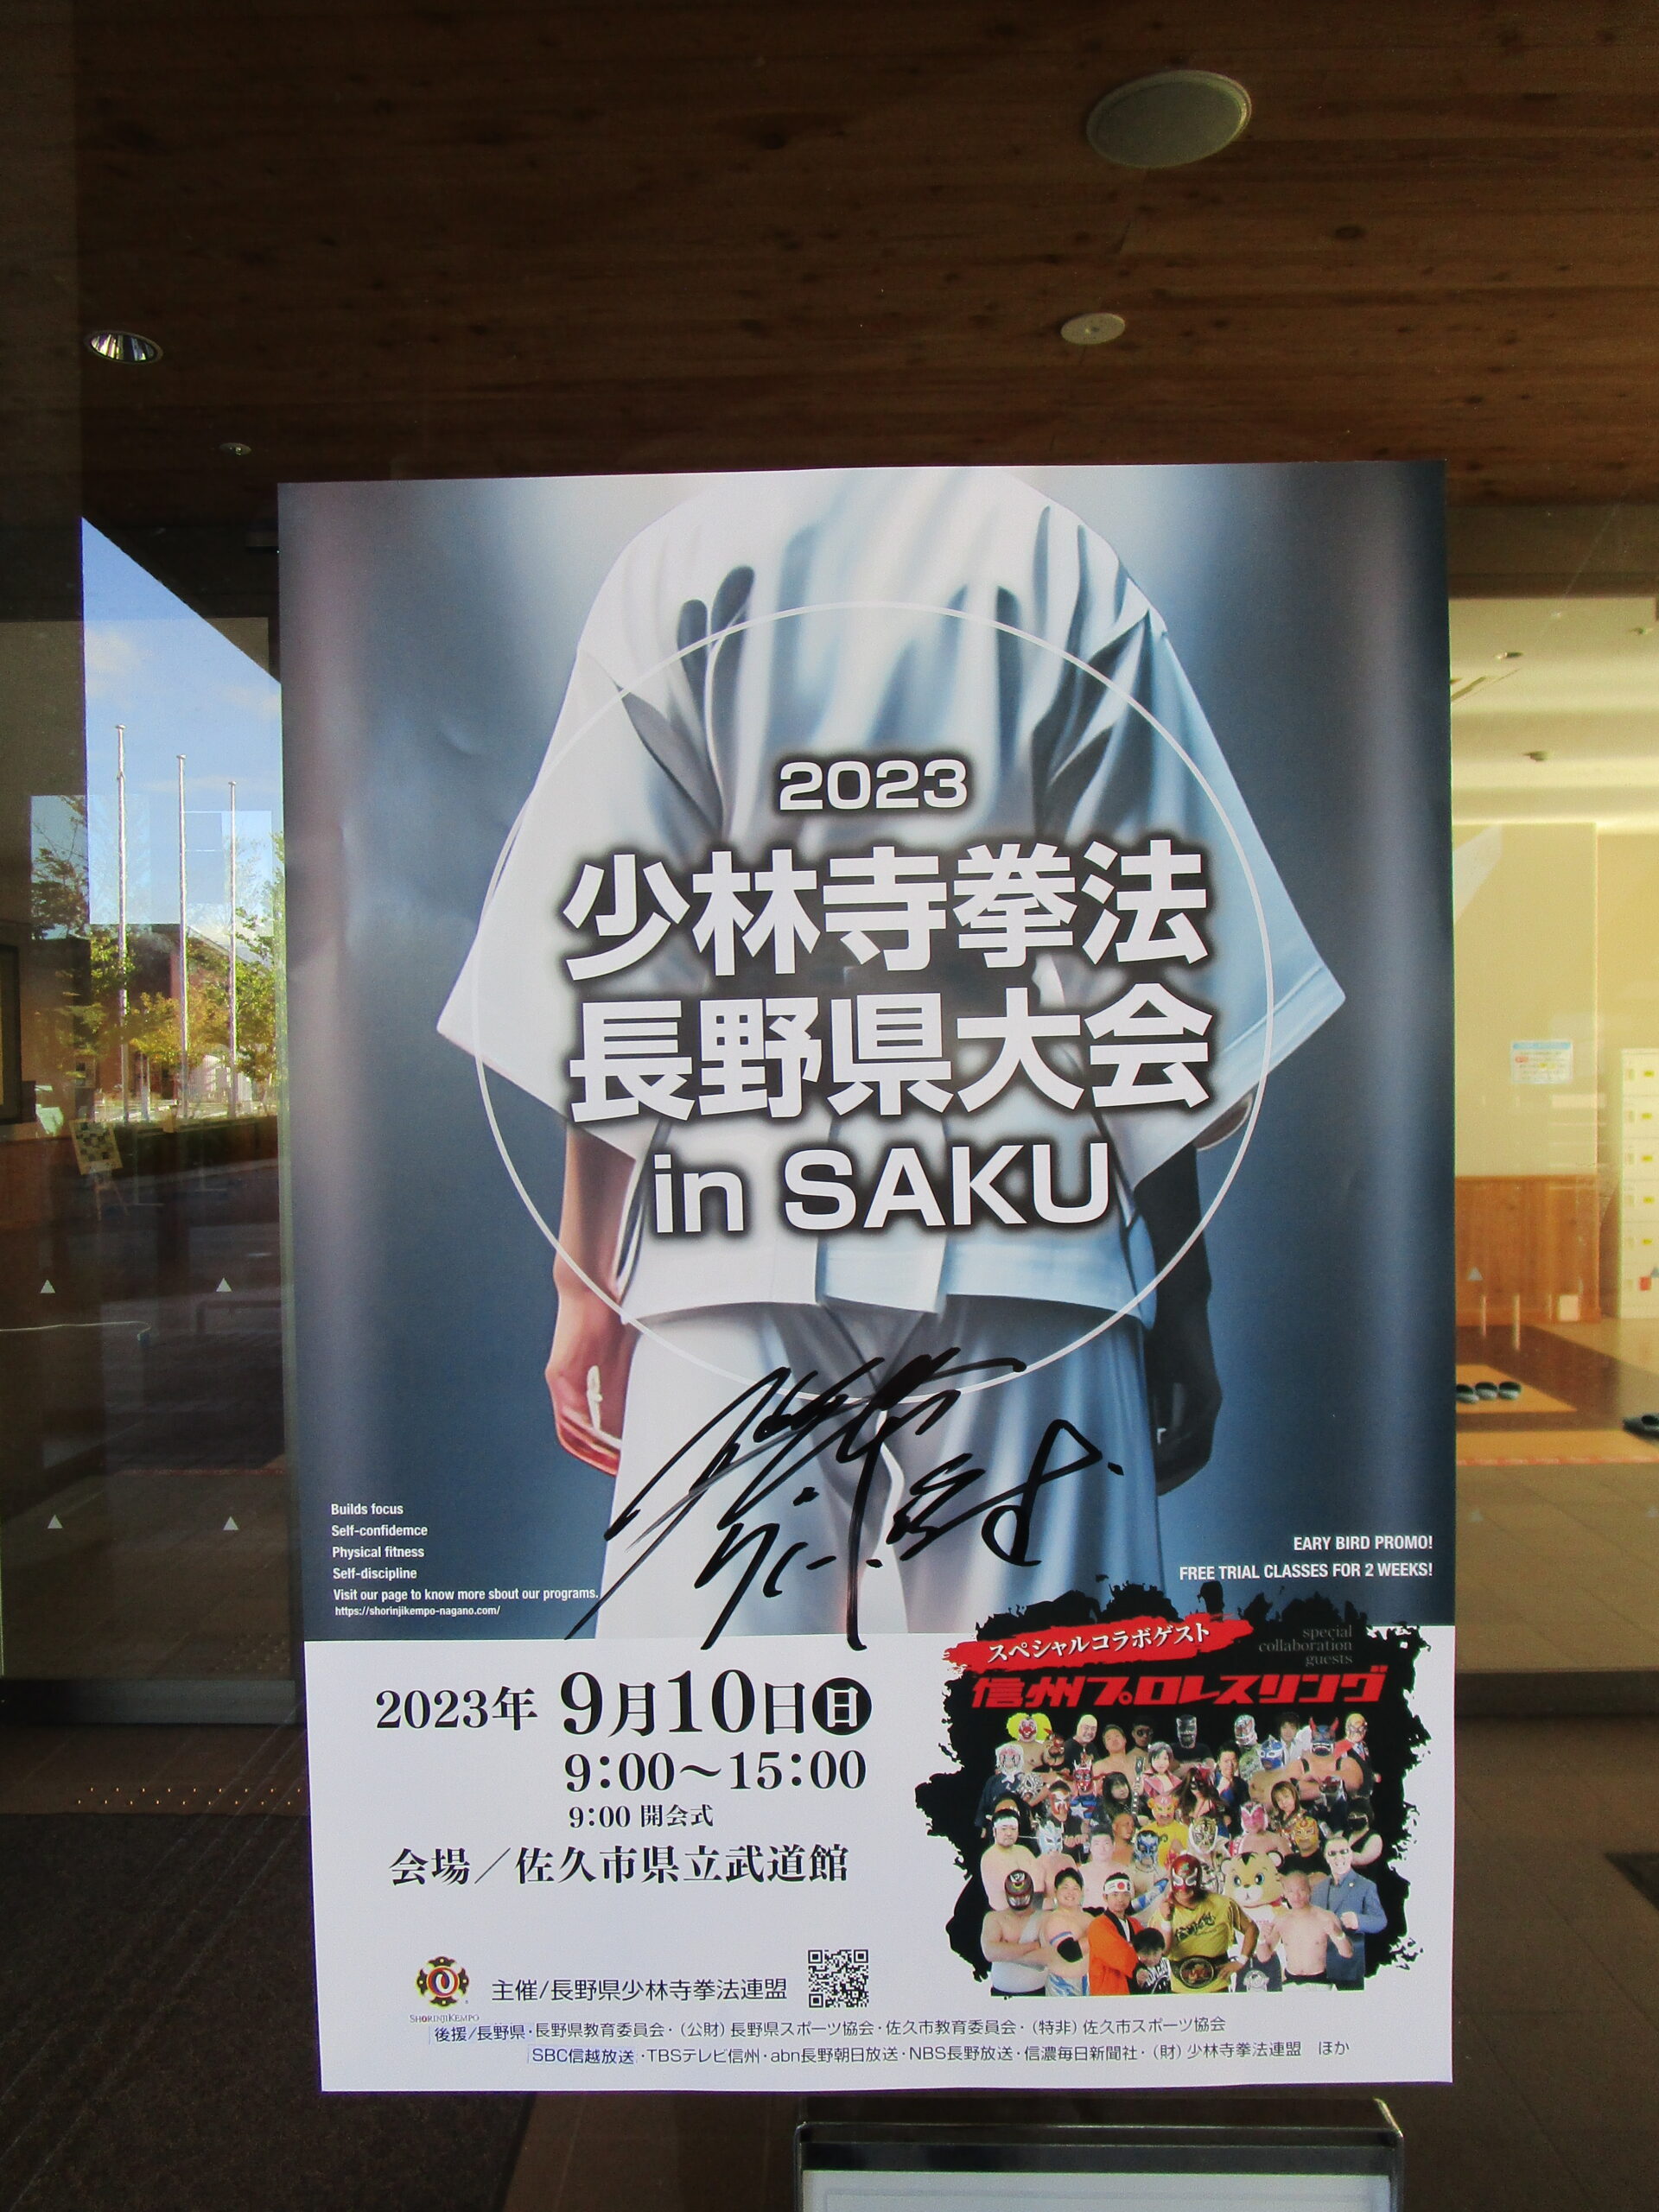 2023
少林寺拳法
長野県大会
in SAKU
Builds focus
Self-confidemce
Physical fitness
Self-discipline
Visit our page to know more sbout our programs.
https://shorinjikempo-nagano.com/
EARY BIRD PROMO!
FREE TRIAL CLASSES FOR 2 WEEKS!
スペシャルコラボゲスト
special
collaboration
guests
信州プロレスリング
2023年 9月10日日
9:00～15:00
9:00 開会式
会場／佐久市県立武道館
SHORINJIKEMPO
主催/長野県少林寺拳法連盟
後援/長野県・長野県教育委員会・（公財）長野県スポーツ協会・佐久市教育委員会・（特非）佐久市スポーツ協会
SBC信越放送・TBSテレビ信州・abn長野朝日放送・NBS長野放送・信濃毎日新聞社・（財）少林寺拳法連盟　ほか